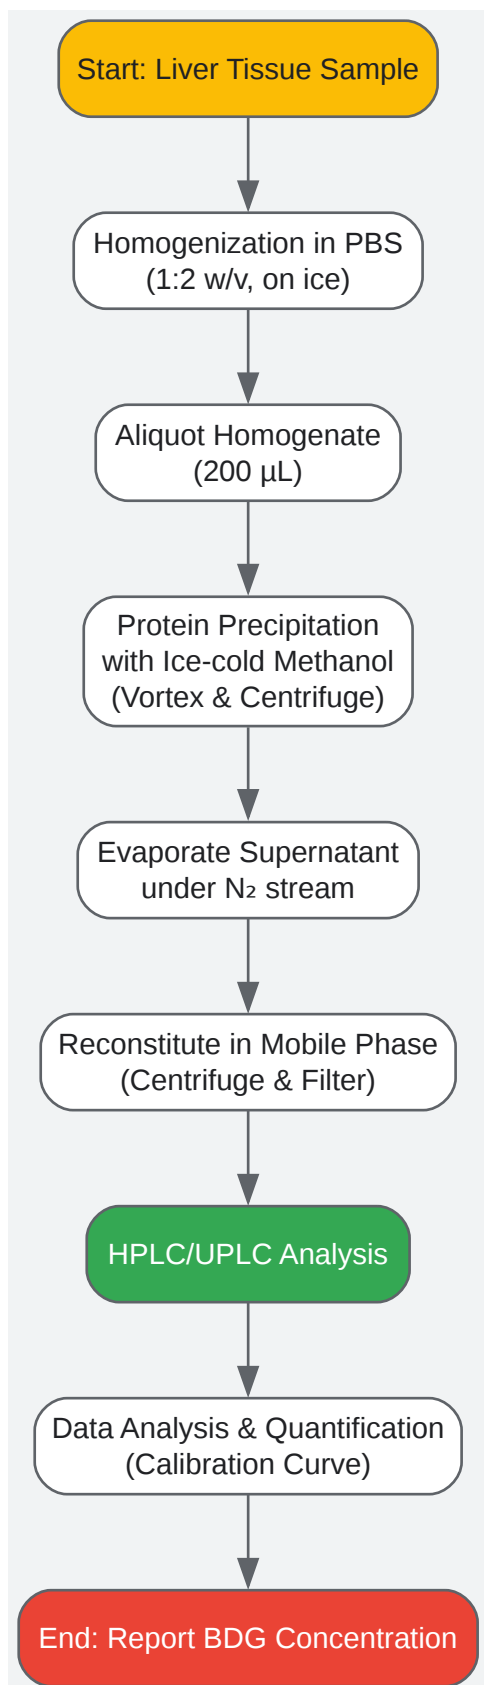 Start: Liver Tissue Sample
Homogenization in PBS
(1:2 w/v, on ice)
Aliquot Homogenate
(200 µL)
Protein Precipitation
with Ice-cold Methanol
(Vortex & Centrifuge)
Evaporate Supernatant
under N₂ stream
Reconstitute in Mobile Phase
(Centrifuge & Filter)
HPLC/UPLC Analysis
Data Analysis & Quantification
(Calibration Curve)
End: Report BDG Concentration